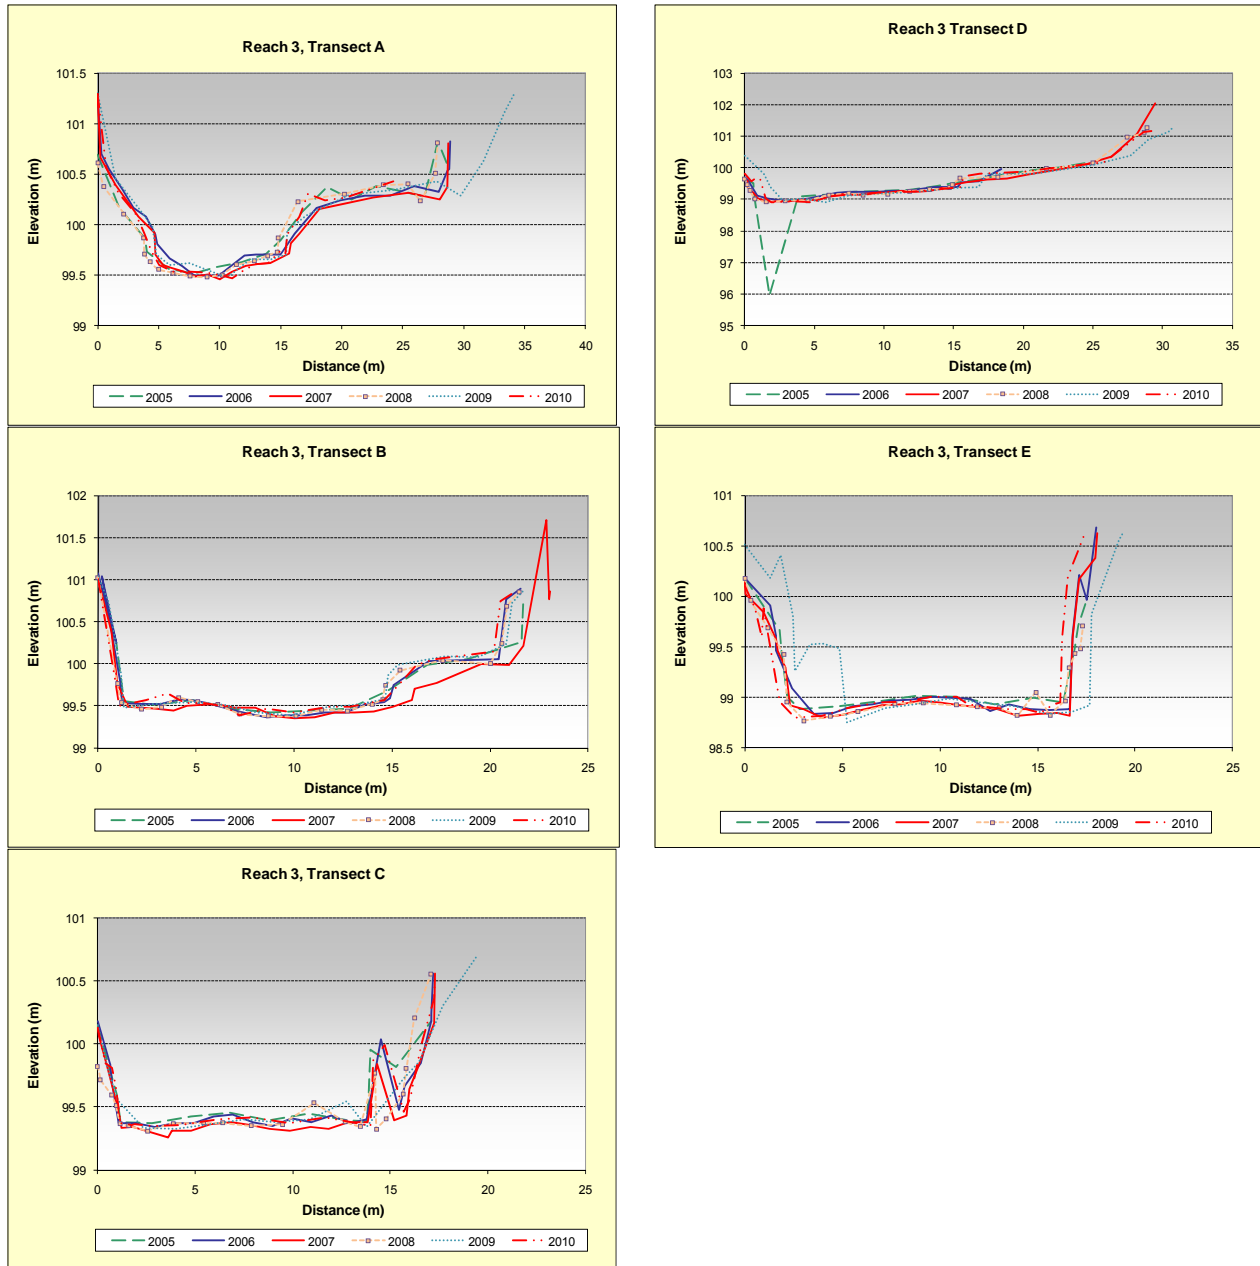 Reach 3, Transect A
Elevation (m)
101.5
101
100.5
100
99.5
99
0 5 10 15 20 25 30 35 40
Distance (m)
2005 2006 2007 2008 2009 2010
Reach 3 Transect D
Elevation (m)
103
102
101
100
99
98
97
96
95
0 5 10 15 20 25 30 35
Distance (m)
2005 2006 2007 2008 2009 2010
Reach 3, Transect B
Elevation (m)
102
101.5
101
100.5
100
99.5
99
0 5 10 15 20 25
Distance (m)
2005 2006 2007 2008 2009 2010
Reach 3, Transect E
Elevation (m)
101
100.5
100
99.5
99
98.5
0 5 10 15 20 25
Distance (m)
2005 2006 2007 2008 2009 2010
Reach 3, Transect C
Elevation (m)
101
100.5
100
99.5
99
0 5 10 15 20 25
Distance (m)
2005 2006 2007 2008 2009 2010